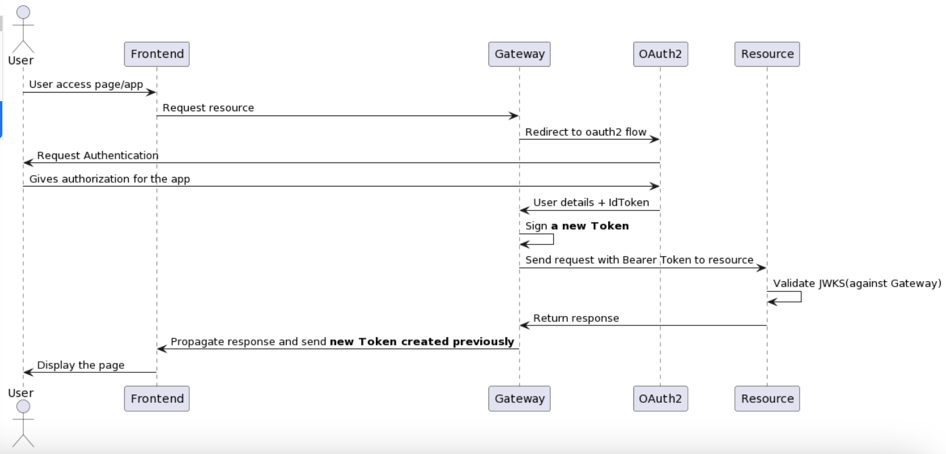 User
Frontend
Gateway
OAuth2
Resource
User access page/app
Request resource
Redirect to oauth2 flow
Request Authentication
Gives authorization for the app
User details + IdToken
Sign a new Token
Send request with Bearer Token to resource
Validate JWKS(against Gateway)
Return response
Propagate response and send new Token created previously
Display the page
User
Frontend
Gateway
OAuth2
Resource